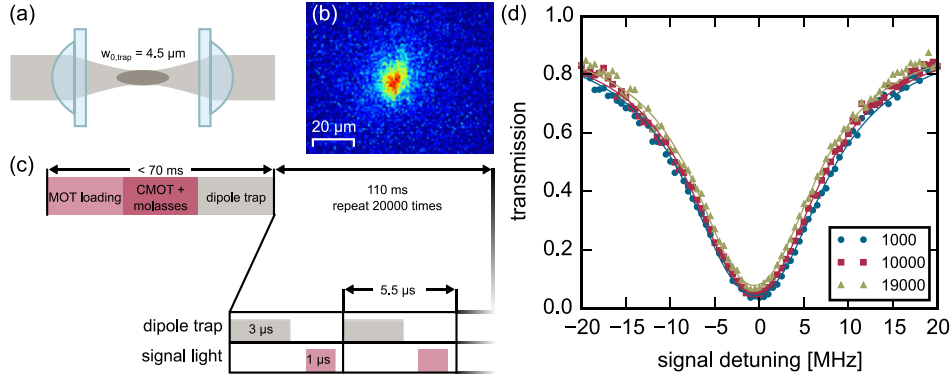 (a)
w0,trap = 4.5 µm
(b)
20 µm
(c)
< 70 ms
MOT loading
CMOT +
molasses
dipole trap
110 ms
repeat 20000 times
5.5 µs
dipole trap
3 µs
signal light
1 µs
(d)
transmission
1.0
0.8
0.6
0.4
0.2
0.0
−20 −15 −10 −5 0 5 10 15 20
signal detuning [MHz]
1000
10000
19000